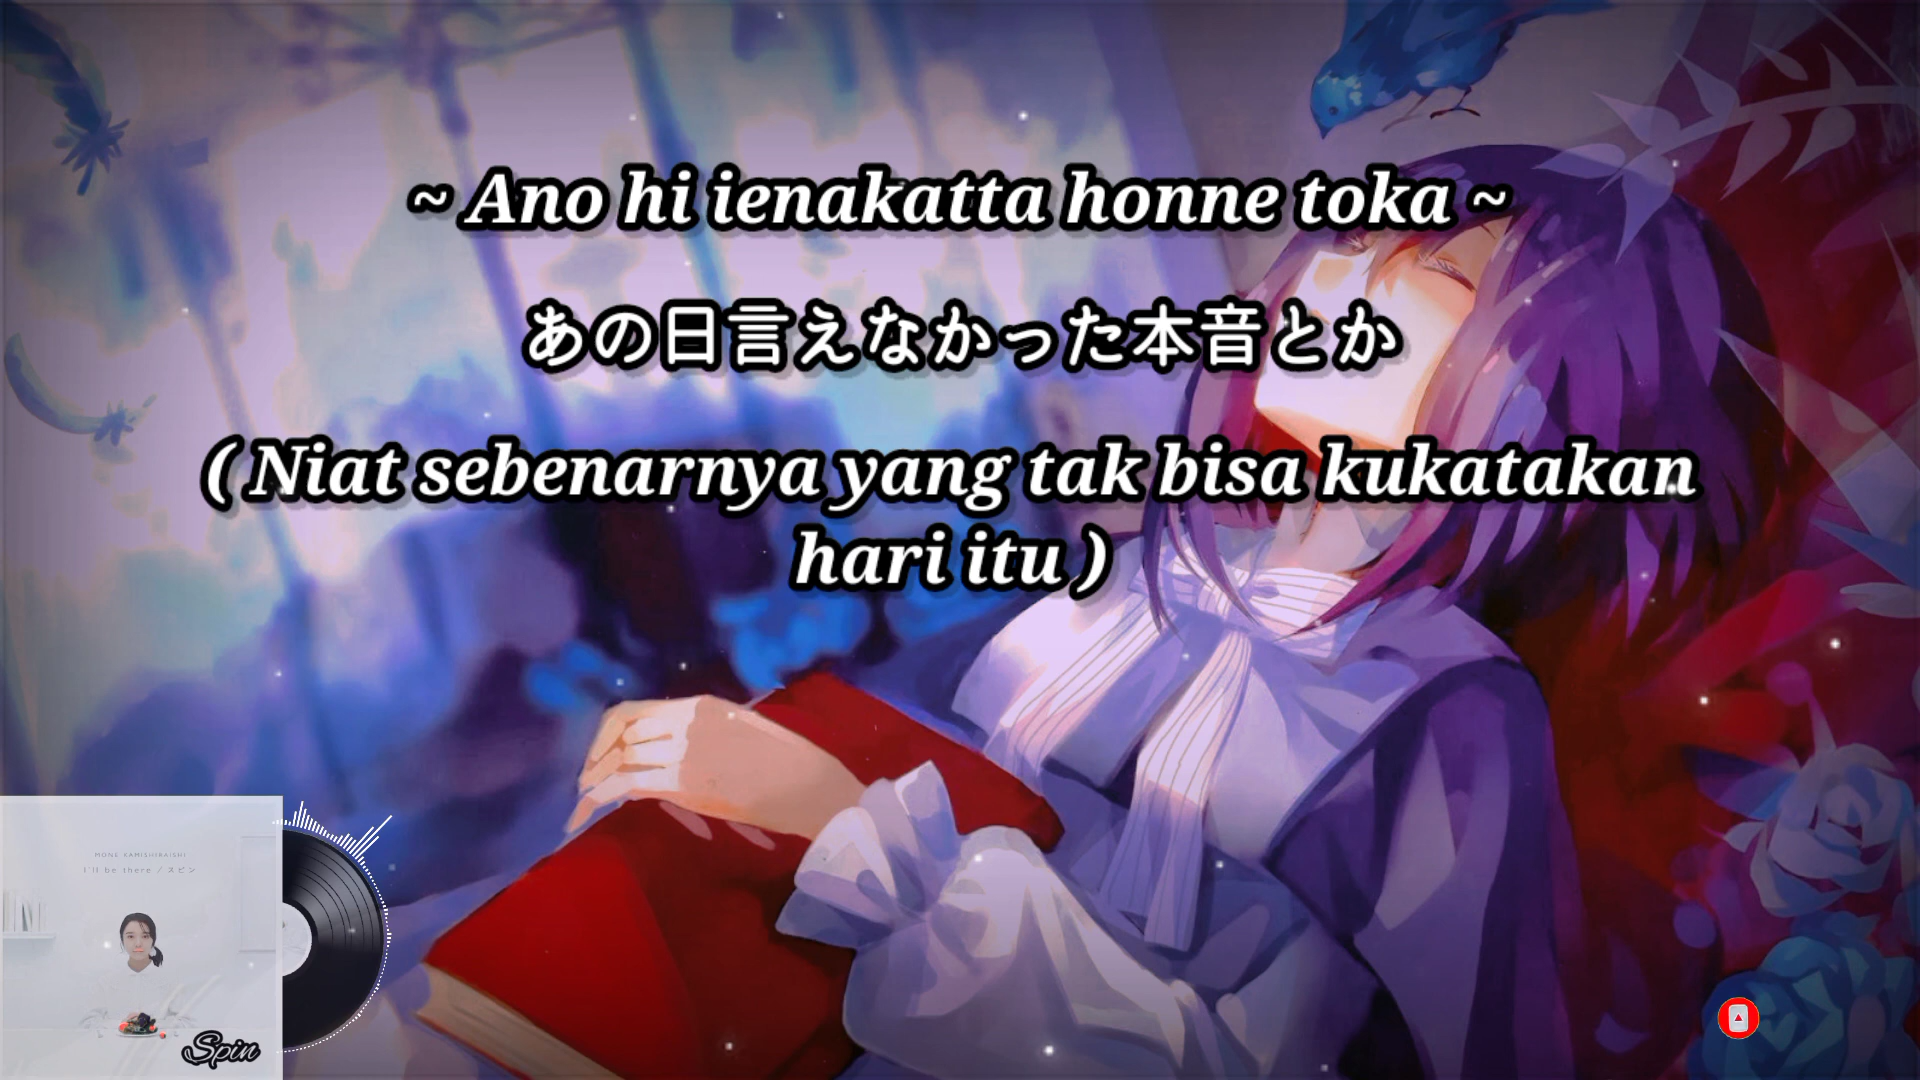 ~ Ano hi ienakatta honne toka ~
あの日言えなかった本音とか
( Niat sebenarnya yang tak bisa kukatakan
hari itu )
MONE KAMISHIRAISHI
I'll be there / スピン
Spin